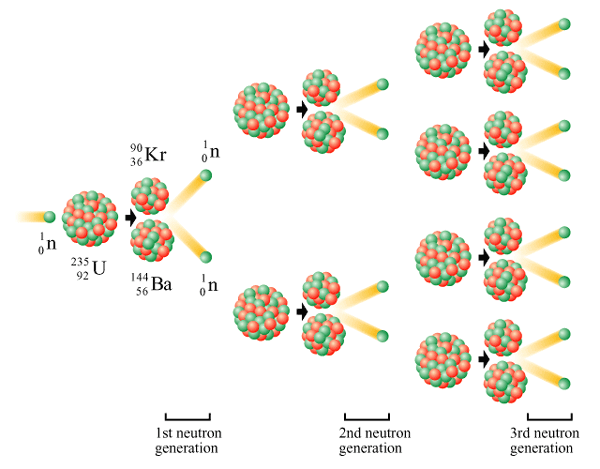 90
36Kr
1
0n
1
0n
235
92U
144
56Ba
1
0n
1st neutron
generation
2nd neutron
generation
3rd neutron
generation